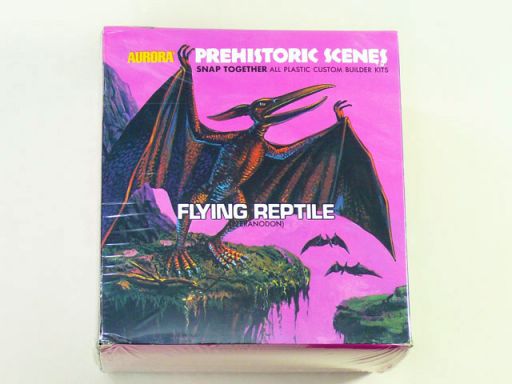 AURORA PREHISTORIC SCENES
SNAP TOGETHER ALL PLASTIC CUSTOM BUILDER KITS
FLYING REPTILE
(PTERANODON)